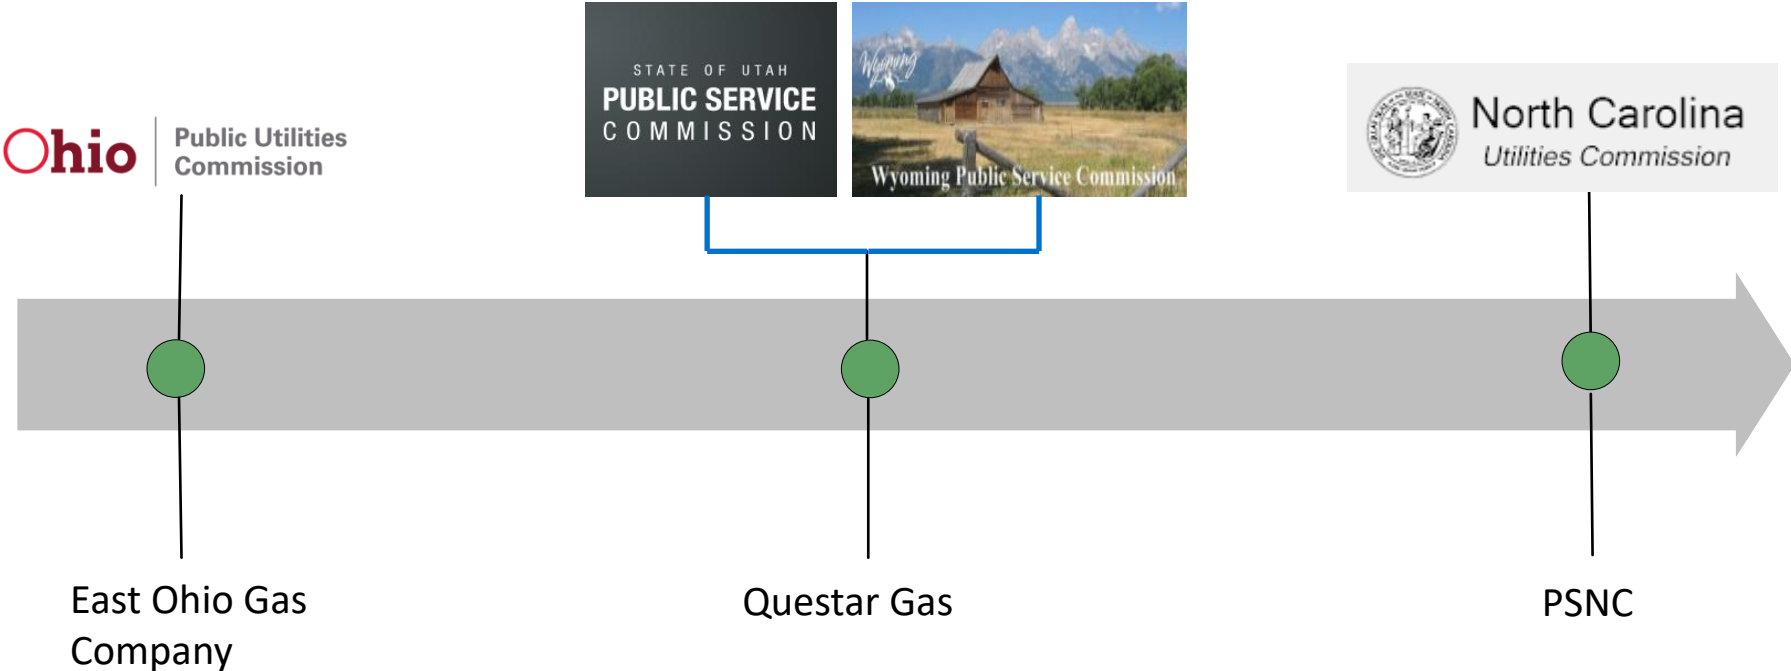 Ohio
Public Utilities
Commission
STATE OF UTAH
PUBLIC SERVICE
COMMISSION
Wyoming
Wyoming Public Service Commission
North Carolina
Utilities Commission
East Ohio Gas
Company
Questar Gas
PSNC